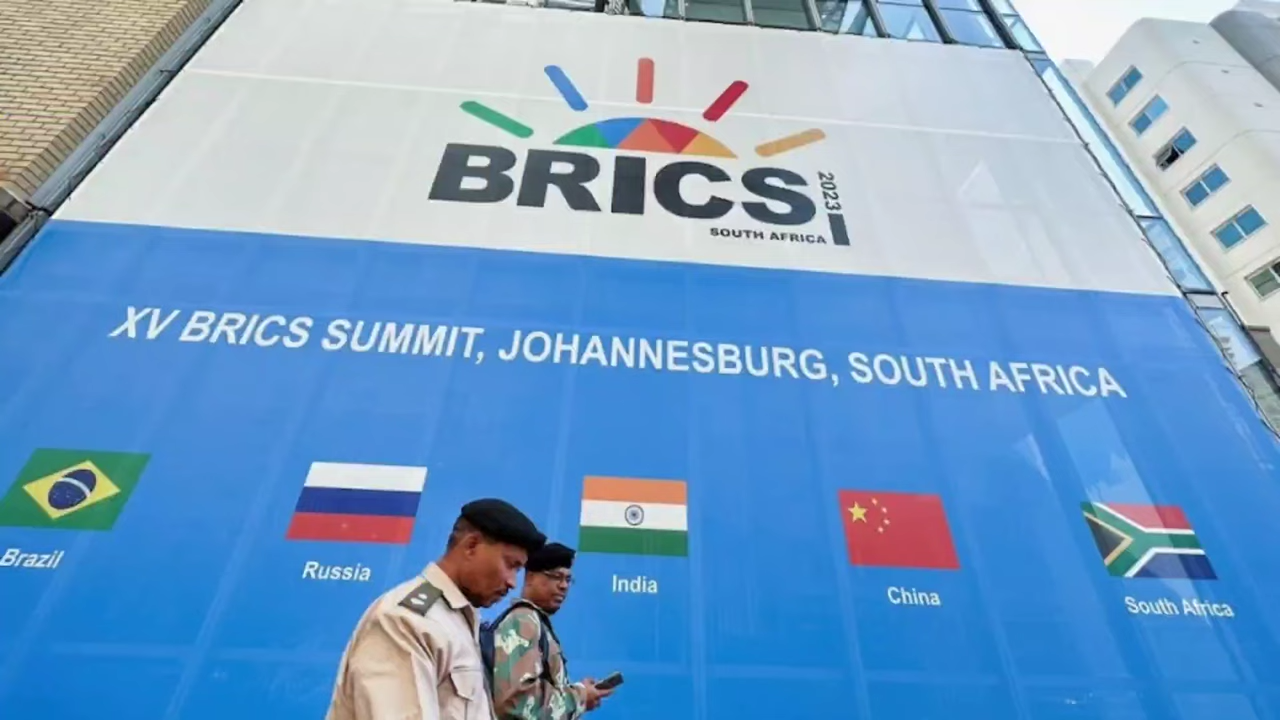 BRICS
2023
SOUTH AFRICA
XV BRICS SUMMIT, JOHANNESBURG, SOUTH AFRICA
Brazil
Russia
India
China
South Africa